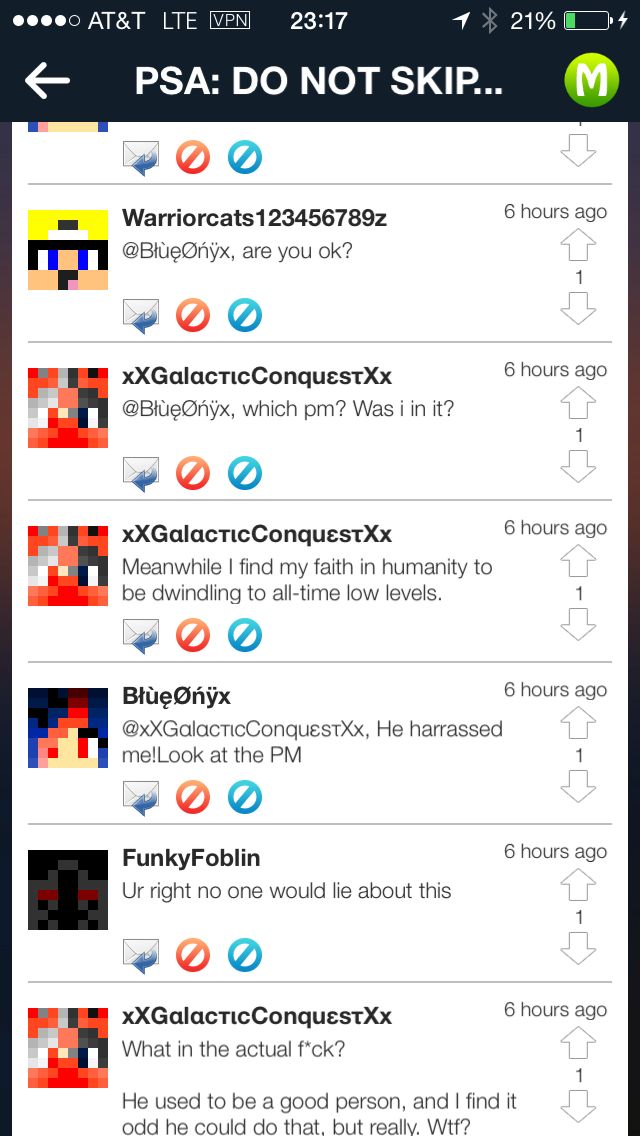 AT&T LTE VPN 23:17 21%
PSA: DO NOT SKIP... M
Warriorcats123456789z 6 hours ago
@BłùęØńÿx, are you ok?
1
xXGαlαcτιcConquεsτXx 6 hours ago
@BłùęØńÿx, which pm? Was i in it?
1
xXGαlαcτιcConquεsτXx 6 hours ago
Meanwhile I find my faith in humanity to
be dwindling to all-time low levels.
1
BłùęØńÿx 6 hours ago
@xXGαlαcτιcConquεsτXx, He harrassed
me!Look at the PM
1
FunkyFoblin 6 hours ago
Ur right no one would lie about this
1
xXGαlαcτιcConquεsτXx 6 hours ago
What in the actual f*ck?
1
He used to be a good person, and I find it
odd he could do that, but really. Wtf?